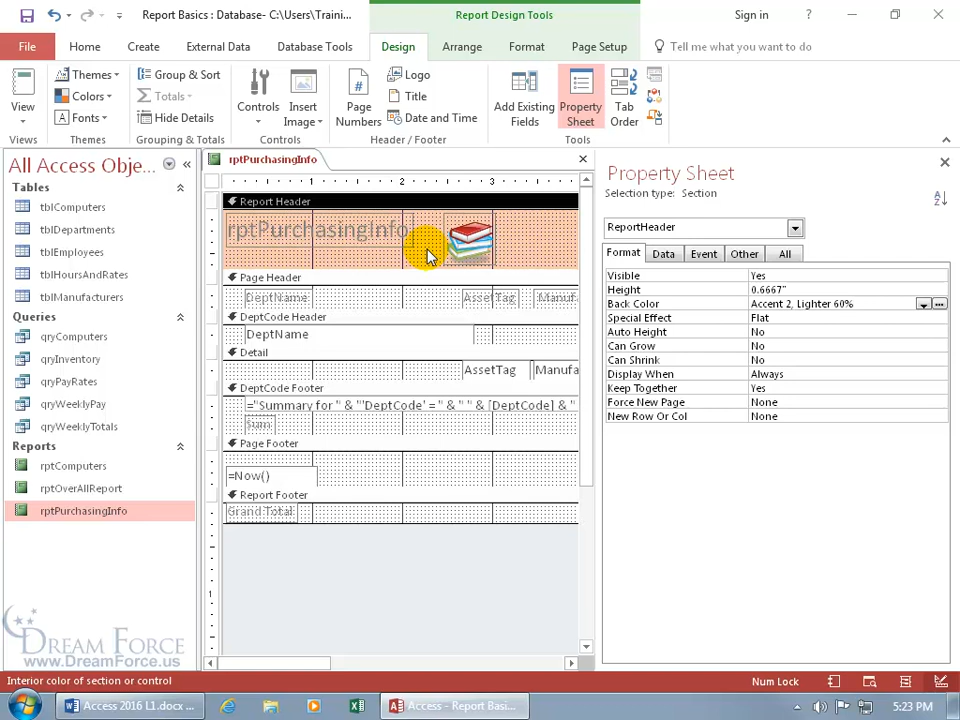 Report Basics : Database- C:\Users\Traini...
Report Design Tools
Sign in
?
File
Home
Create
External Data
Database Tools
Design
Arrange
Format
Page Setup
Tell me what you want to do
View
Themes
Colors
Fonts
Group & Sort
Totals
Hide Details
Controls
Insert Image
Page Numbers
Logo
Title
Date and Time
Add Existing Fields
Property Sheet
Tab Order
Views
Themes
Grouping & Totals
Controls
Header / Footer
Tools
All Access Obje...
Tables
tblComputers
tblDepartments
tblEmployees
tblHoursAndRates
tblManufacturers
Queries
qryComputers
qryInventory
qryPayRates
qryWeeklyPay
qryWeeklyTotals
Reports
rptComputers
rptOverAllReport
rptPurchasingInfo
DREAM FORCE
www.DreamForce.us
rptPurchasingInfo
1 2 3
Report Header
rptPurchasingInfo
Page Header
DeptName AssetTag Manuf
DeptCode Header
DeptName
Detail
AssetTag Manufa
DeptCode Footer
="Summary for " & "'DeptCode' = " & " " & [DeptCode] & "
Sum
Page Footer
=Now()
Report Footer
Grand Total
1
Property Sheet
Selection type: Section
ReportHeader
Format Data Event Other All
Visible Yes
Height 0.6667"
Back Color Accent 2, Lighter 60%
Special Effect Flat
Auto Height No
Can Grow No
Can Shrink No
Display When Always
Keep Together Yes
Force New Page None
New Row Or Col None
Interior color of section or control
Num Lock
Access 2016 L1.docx ...
Access - Report Basi...
5:23 PM